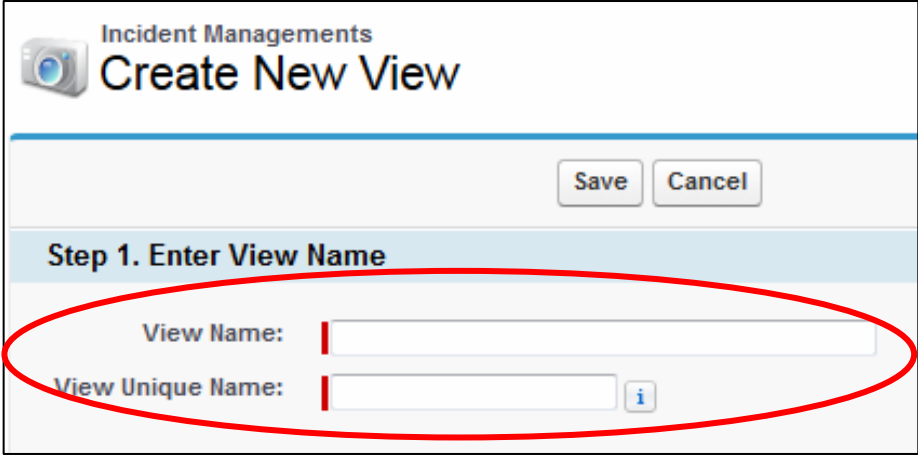 Incident Managements
Create New View
Save Cancel
Step 1. Enter View Name
View Name:
View Unique Name:
i